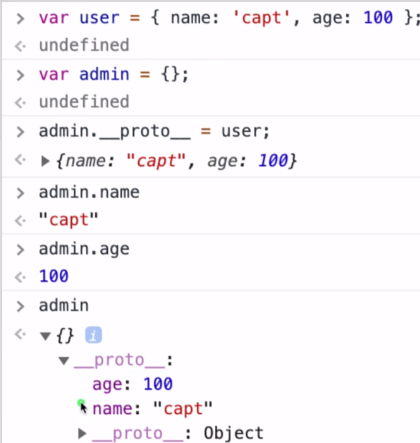 > var user = { name: 'capt', age: 100 };
< undefined
> var admin = {};
< undefined
> admin.__proto__ = user;
< ▶ {name: "capt", age: 100}
> admin.name
< "capt"
> admin.age
< 100
> admin
< ▼ {} i
▼ __proto__:
age: 100
name: "capt"
▶ __proto__: Object